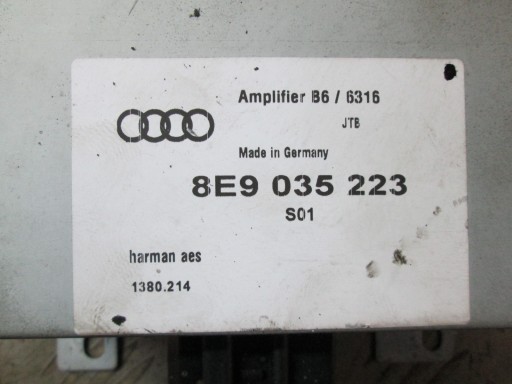 Amplifier B6 / 6316
JTB
Made in Germany
8E9 035 223
S01
harman aes
1380.214